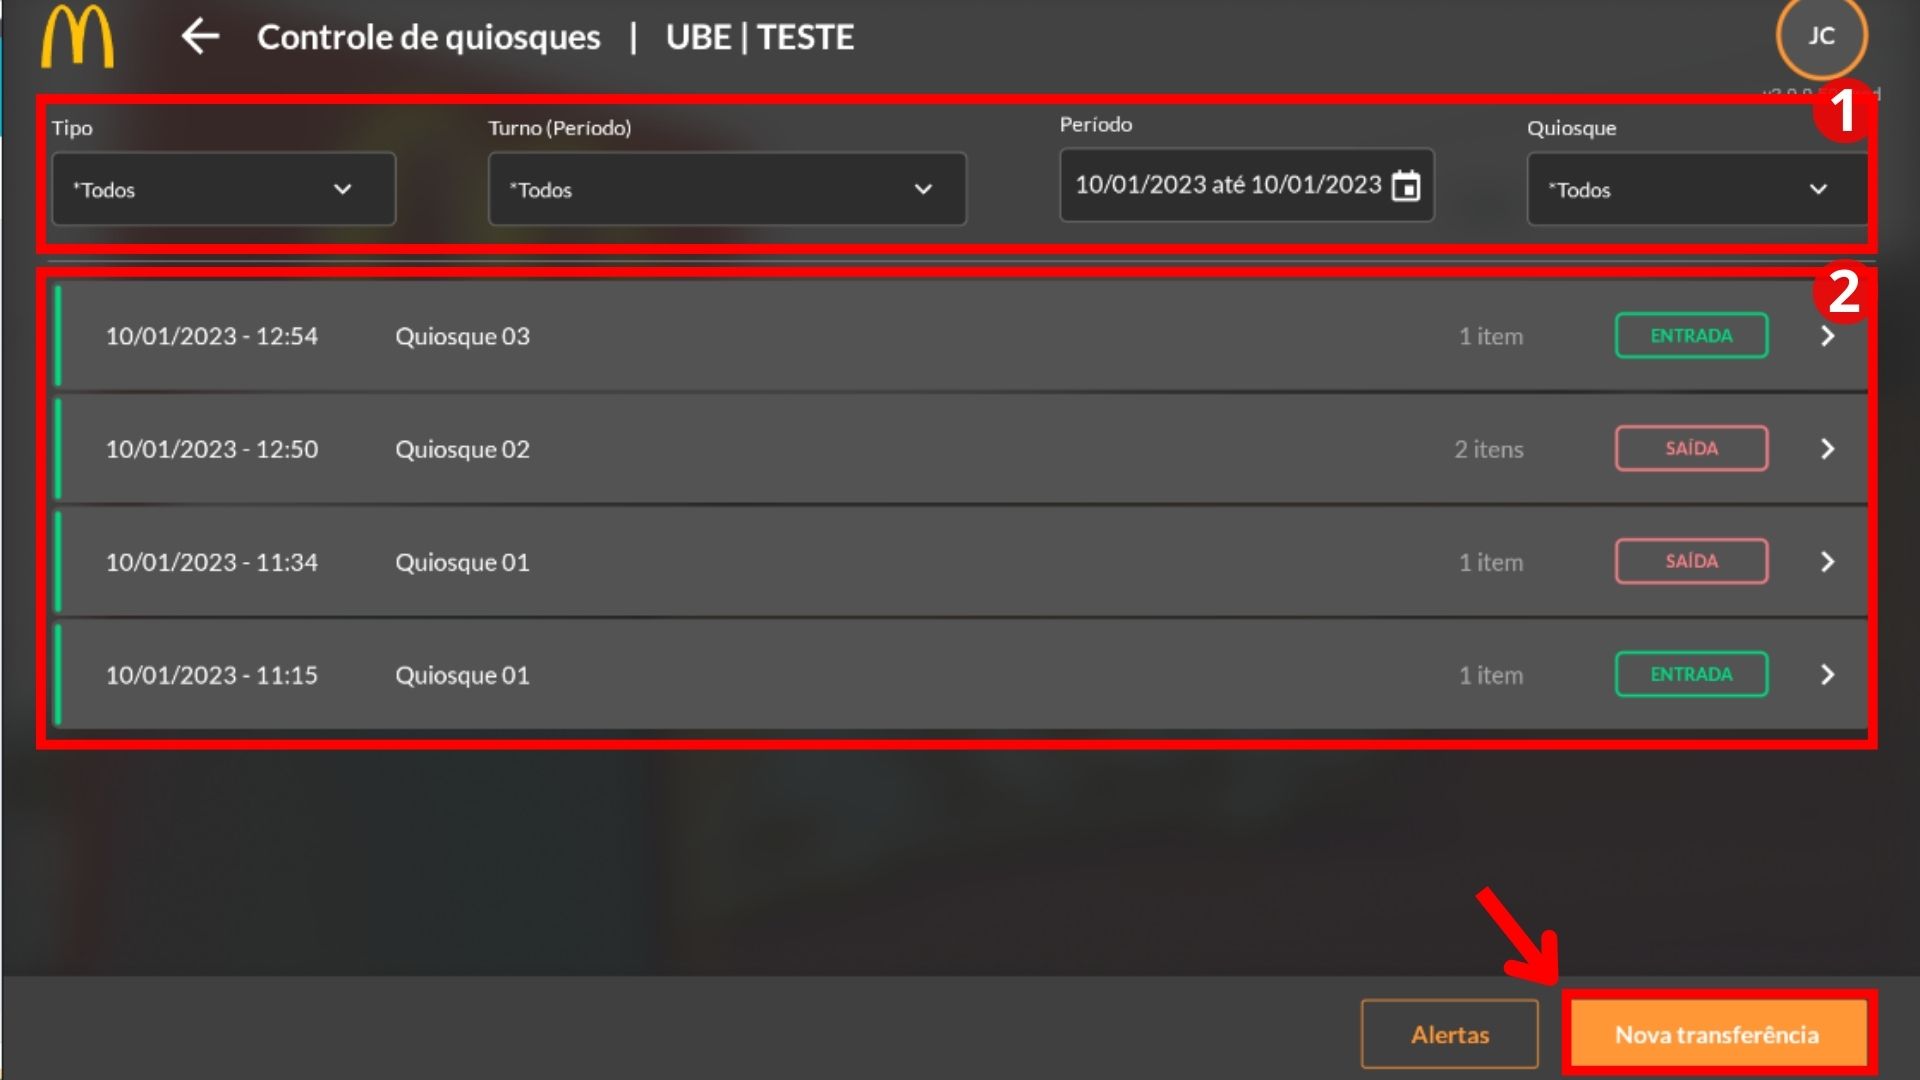 Controle de quiosques | UBE | TESTE
JC
1
Tipo
Turno (Período)
Período
Quiosque
*Todos
*Todos
10/01/2023 até 10/01/2023
*Todos
2
10/01/2023 - 12:54 Quiosque 03 1 item ENTRADA
10/01/2023 - 12:50 Quiosque 02 2 itens SAÍDA
10/01/2023 - 11:34 Quiosque 01 1 item SAÍDA
10/01/2023 - 11:15 Quiosque 01 1 item ENTRADA
Alertas
Nova transferência